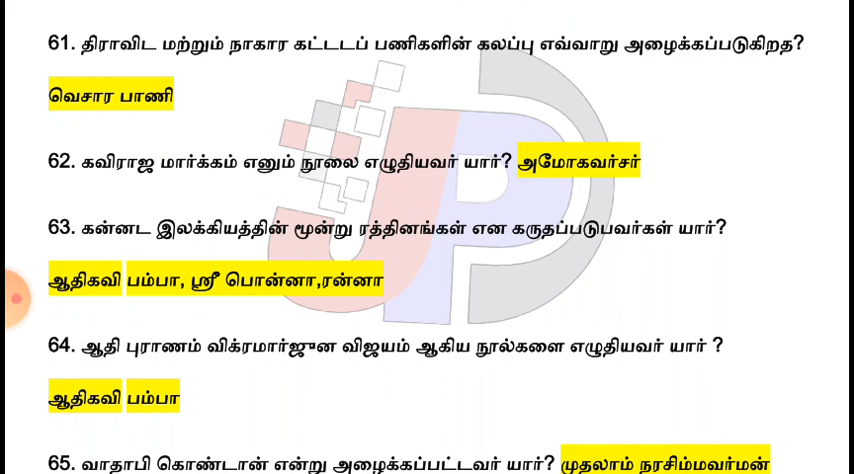 61. திராவிட மற்றும் நாகார கட்டடப் பணிகளின் கலப்பு எவ்வாறு அழைக்கப்படுகிறத?
வெசார பாணி
62. கவிராஜ மார்க்கம் எனும் நூலை எழுதியவர் யார்? அமோகவர்சர்
63. கன்னட இலக்கியத்தின் மூன்று ரத்தினங்கள் என கருதப்படுபவர்கள் யார்?
ஆதிகவி பம்பா, ஸ்ரீ பொன்னா,ரன்னா
64. ஆதி புராணம் விக்ரமார்ஜுன விஜயம் ஆகிய நூல்களை எழுதியவர் யார் ?
ஆதிகவி பம்பா
65. வாதாபி கொண்டான் என்று அழைக்கப்பட்டவர் யார்? முதலாம் நரசிம்மவர்மன்